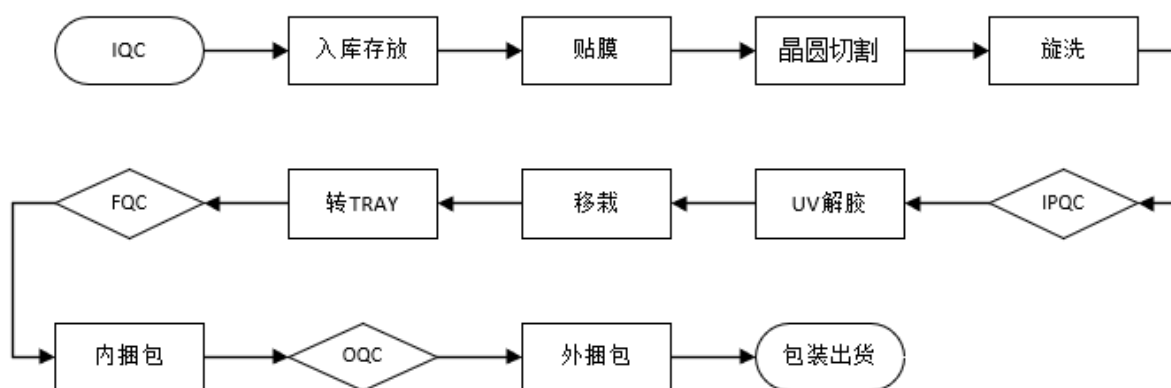 IQC
入库存放
贴膜
晶圆切割
旋洗
IPQC
UV解胶
移栽
转TRAY
FQC
内捆包
OQC
外捆包
包装出货